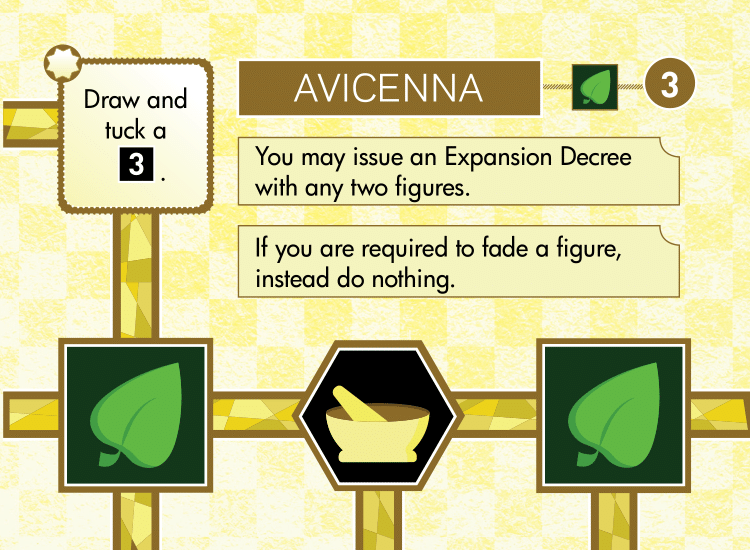 Draw and
tuck a
3 .
AVICENNA
3
You may issue an Expansion Decree
with any two figures.
If you are required to fade a figure,
instead do nothing.